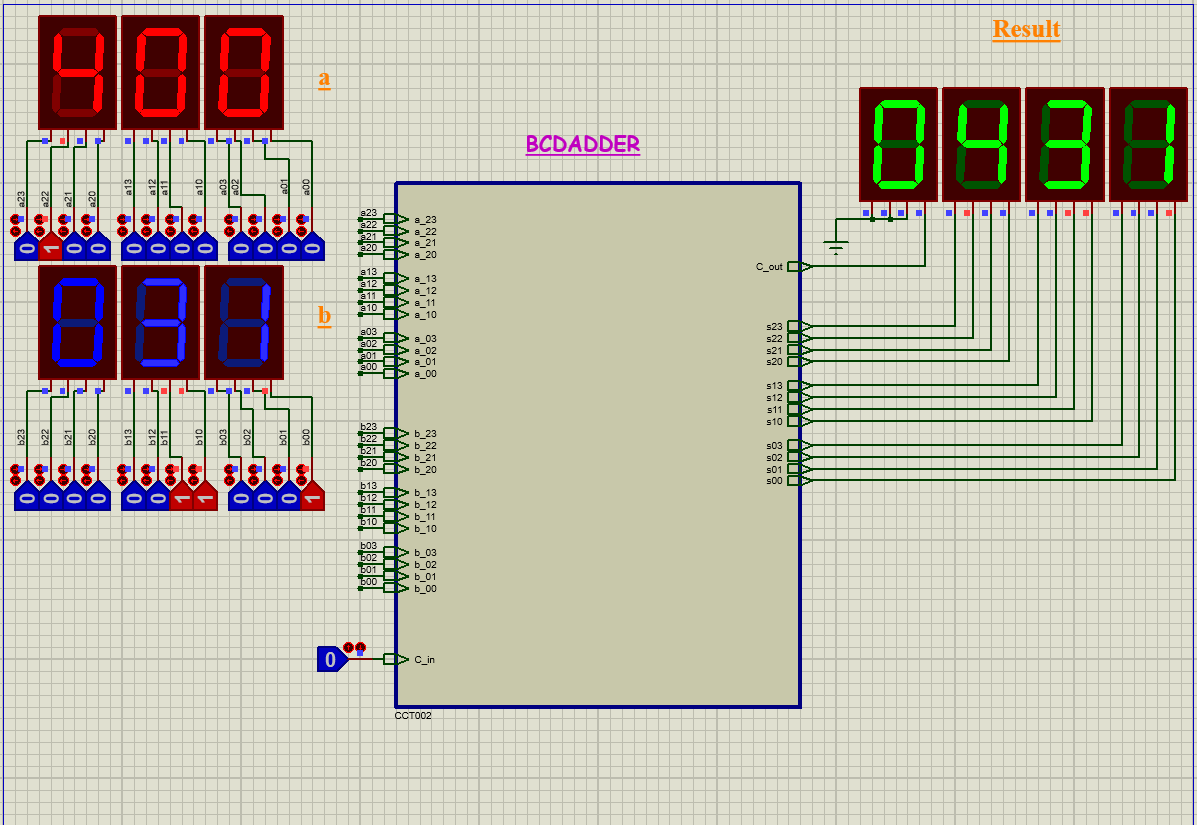 Result
400
a
0431
BCDADDER
a23 a22 a21 a20 a13 a12 a11 a10 a03 a02 a01 a00
0 1 0 0 0 0 0 0 0 0 0 0
031
b
b23 b22 b21 b20 b13 b12 b11 b10 b03 b02 b01 b00
0 0 0 0 0 0 1 1 0 0 0 1
a23 a_23
a22 a_22
a21 a_21
a20 a_20
a13 a_13
a12 a_12
a11 a_11
a10 a_10
a03 a_03
a02 a_02
a01 a_01
a00 a_00
b23 b_23
b22 b_22
b21 b_21
b20 b_20
b13 b_13
b12 b_12
b11 b_11
b10 b_10
b03 b_03
b02 b_02
b01 b_01
b00 b_00
0 C_in
C_out
s23
s22
s21
s20
s13
s12
s11
s10
s03
s02
s01
s00
CCT002